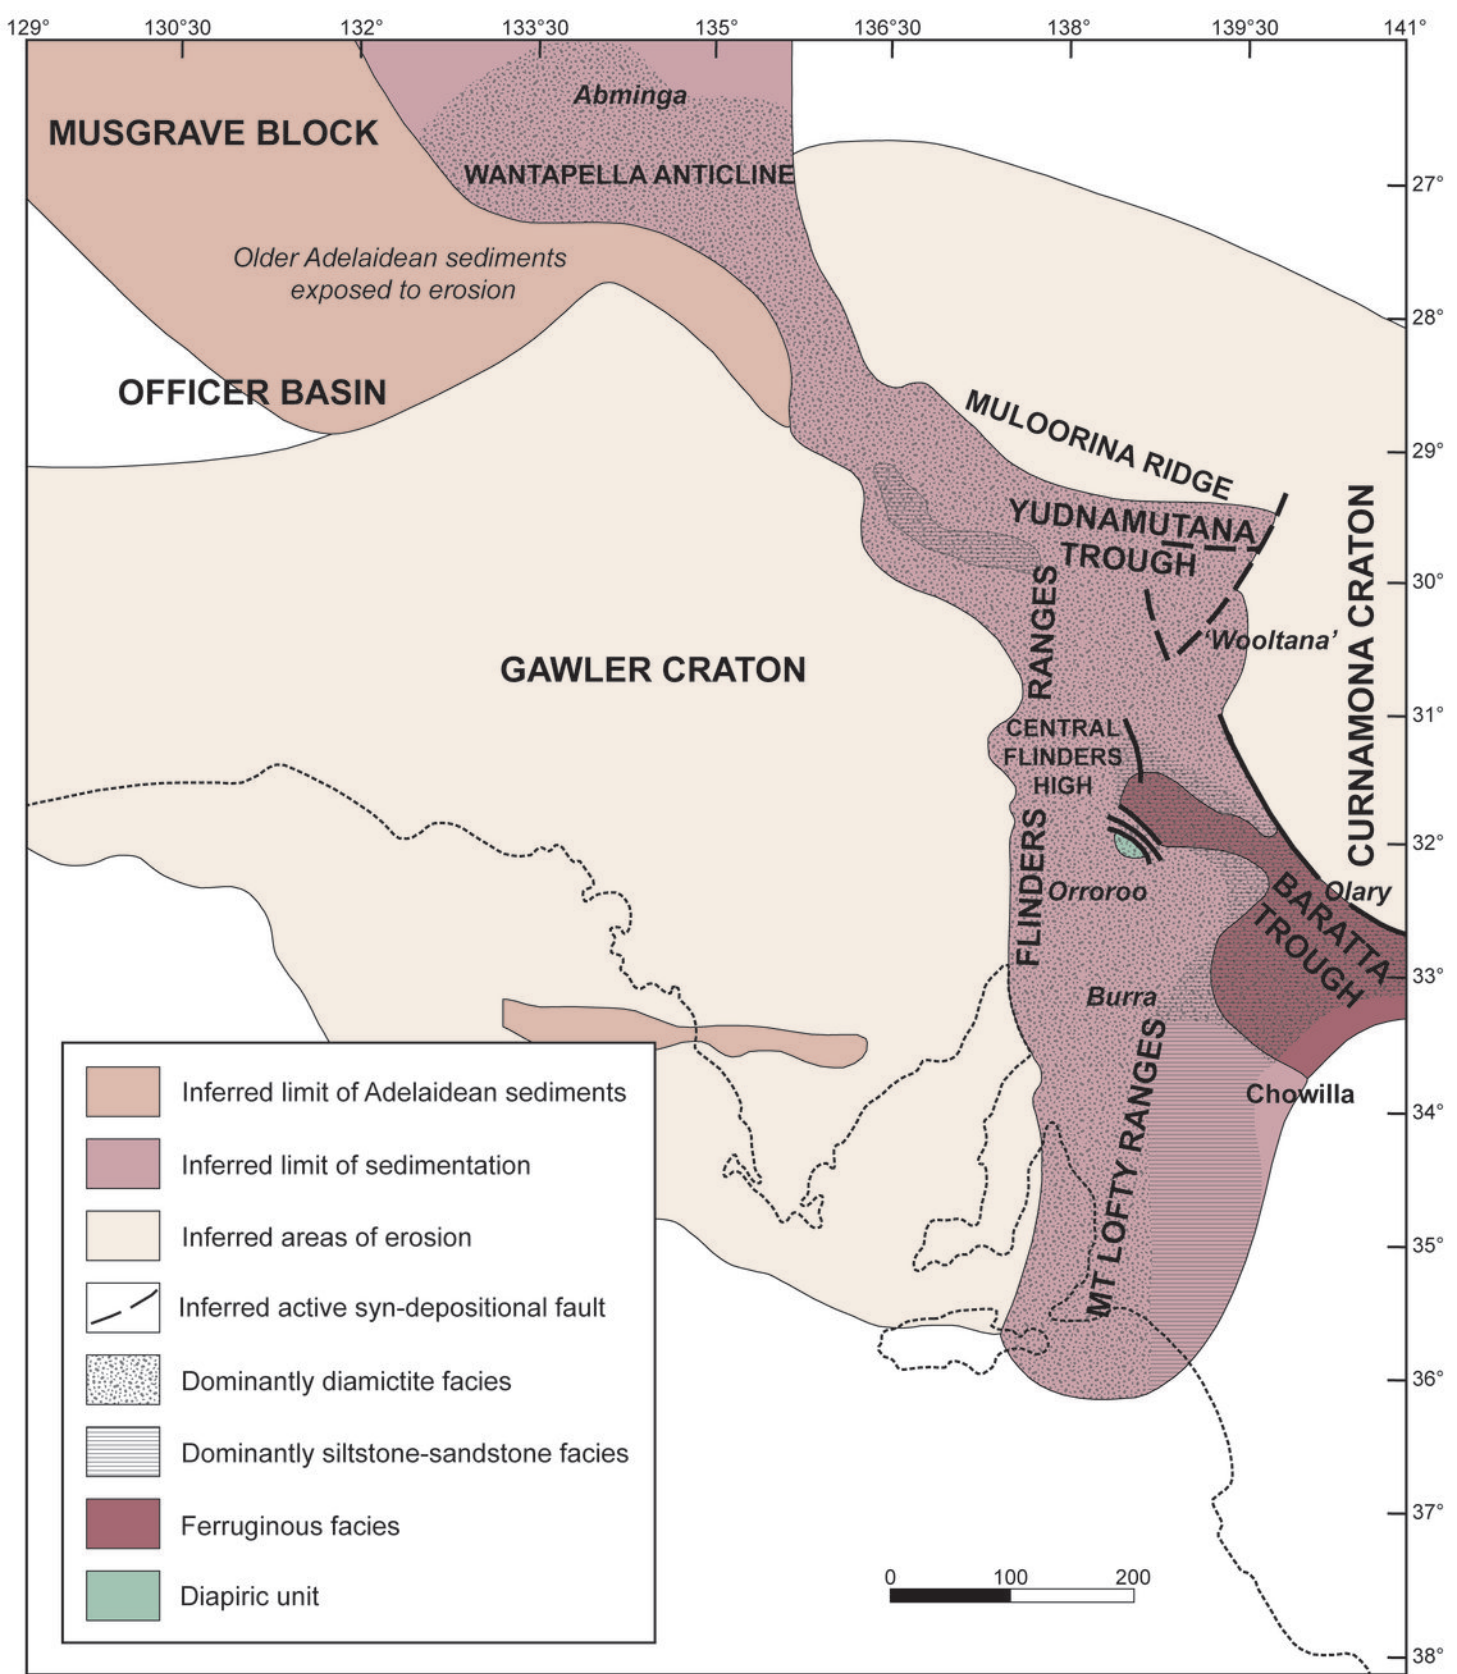 129°
130°30
132°
133°30
135°
136°30
138°
139°30
141°
Abminga
MUSGRAVE BLOCK
WANTAPELLA ANTICLINE
27°
Older Adelaidean sediments
exposed to erosion
28°
OFFICER BASIN
MULOORINA RIDGE
29°
YUDNAMUTANA
TROUGH
CURNAMONA CRATON
30°
RANGES
'Wooltana'
GAWLER CRATON
31°
CENTRAL
FLINDERS
HIGH
32°
FLINDERS
Orroroo
Olary
BARATTA
TROUGH
33°
Burra
MT LOFTY RANGES
Chowilla
34°
35°
36°
37°
38°
Inferred limit of Adelaidean sediments
Inferred limit of sedimentation
Inferred areas of erosion
Inferred active syn-depositional fault
Dominantly diamictite facies
Dominantly siltstone-sandstone facies
Ferruginous facies
Diapiric unit
0
100
200